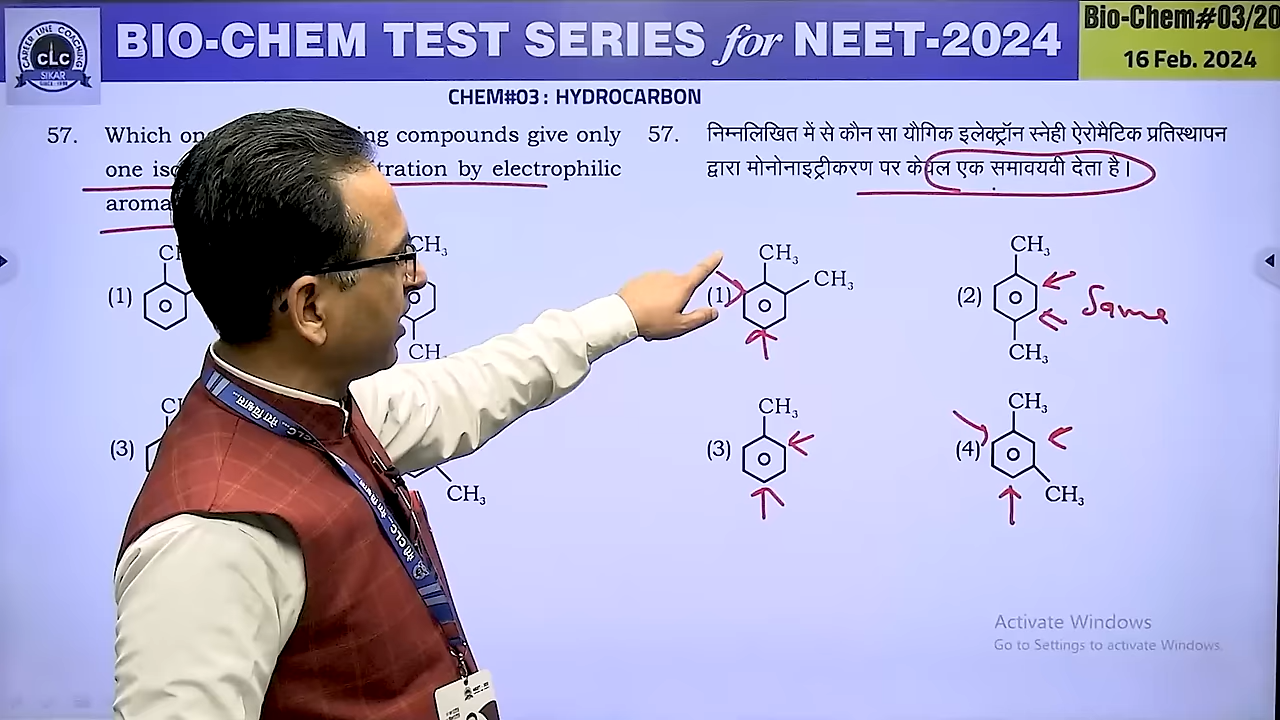 BIO-CHEM TEST SERIES for NEET-2024
Bio-Chem#03/20
16 Feb. 2024
CAREER LINE COACHING
CLC
SIKAR
CHEM#03 : HYDROCARBON
57. Which ing compounds give only
one tration by electrophilic
57. निम्नलिखित में से कौन सा यौगिक इलेक्ट्रॉन स्नेही ऐरोमैटिक प्रतिस्थापन
द्वारा मोनोनाइट्रीकरण पर केवल एक समावयवी देता है।
CH₃
(1)
CH₃
(3)
CH₃
(1) CH₃ CH₃
(2) CH₃ CH₃ Same
(3) CH₃
(4) CH₃ CH₃
Activate Windows
Go to Settings to activate Windows.